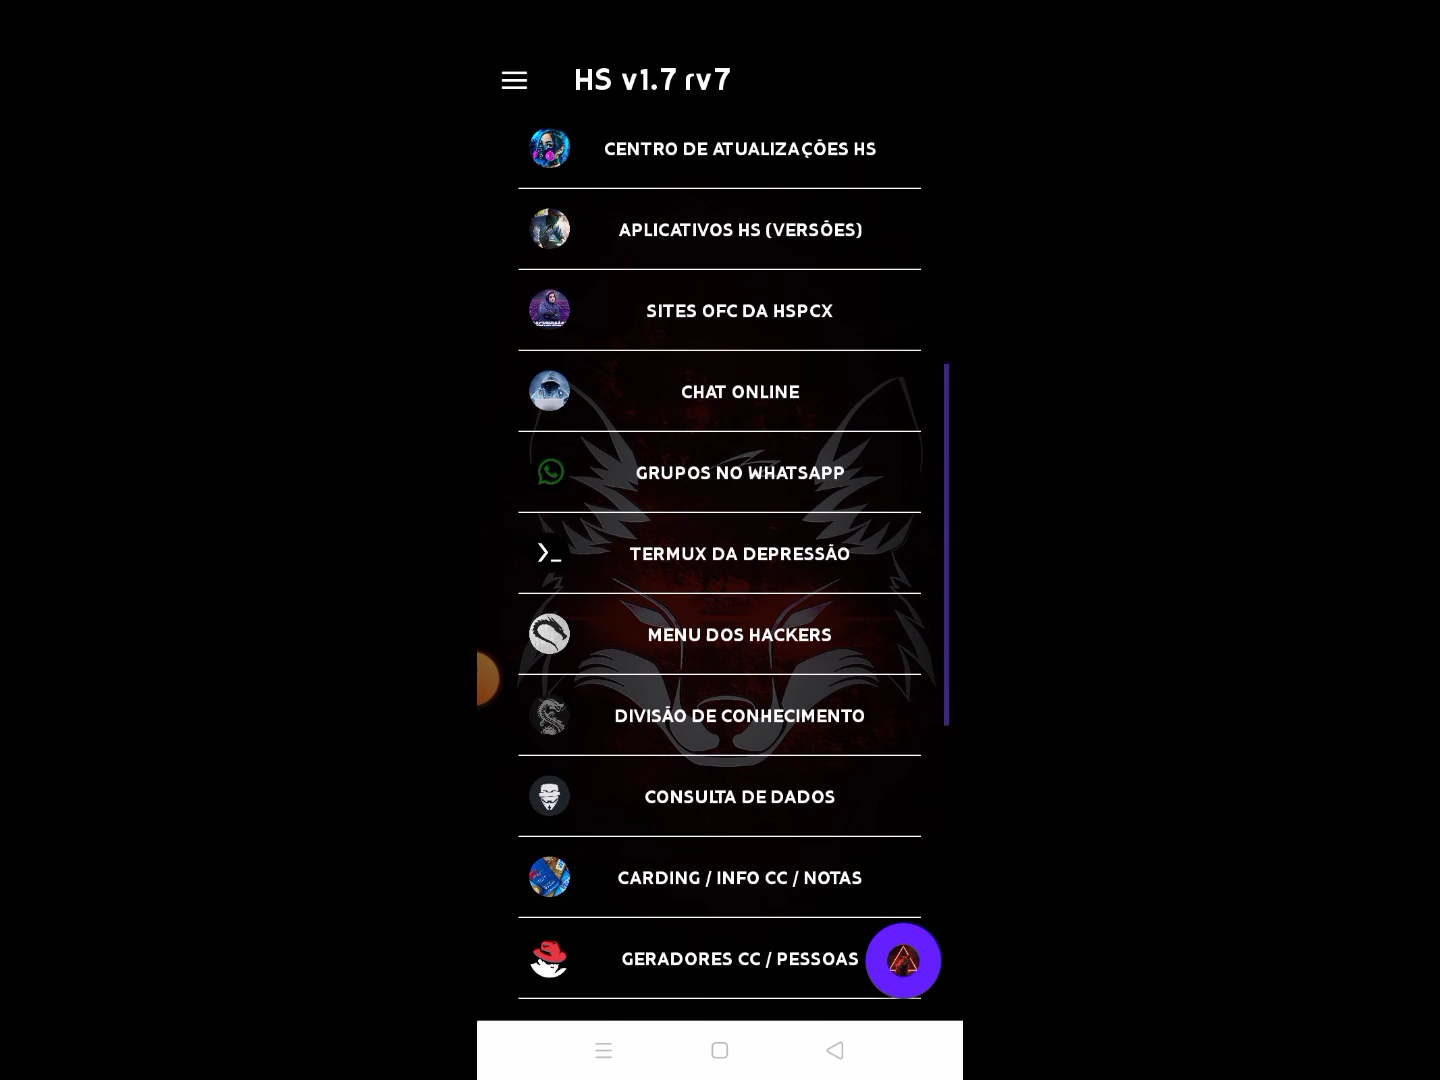 HS v1.7 rv7
CENTRO DE ATUALIZAÇÕES HS
APLICATIVOS HS (VERSÕES)
SITES OFC DA HSPCX
CHAT ONLINE
GRUPOS NO WHATSAPP
TERMUX DA DEPRESSÃO
MENU DOS HACKERS
DIVISÃO DE CONHECIMENTO
CONSULTA DE DADOS
CARDING / INFO CC / NOTAS
GERADORES CC / PESSOAS